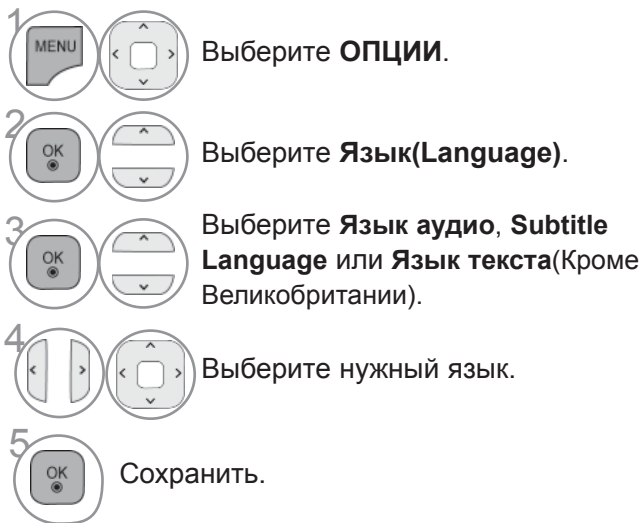 1
MENU
Выберите ОПЦИИ.
2
OK
Выберите Язык(Language).
3
OK
Выберите Язык аудио, Subtitle
Language или Язык текста(Кроме
Великобритании).
4
Выберите нужный язык.
5
OK
Сохранить.